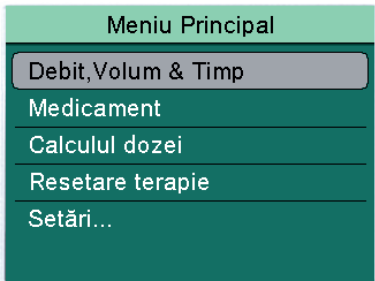 Meniu Principal
Debit,Volum & Timp
Medicament
Calculul dozei
Resetare terapie
Setări...